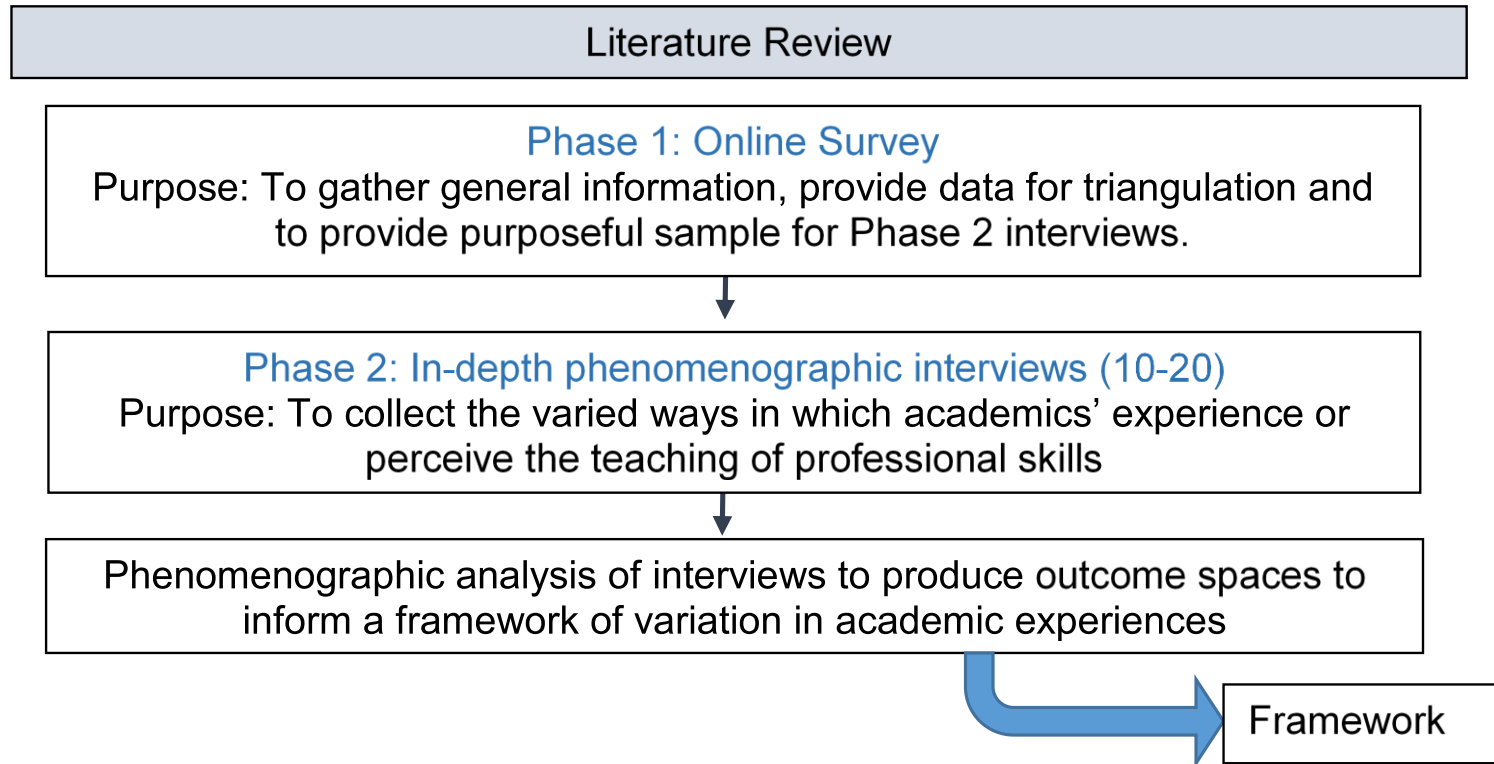 Literature Review
Phase 1: Online Survey
Purpose: To gather general information, provide data for triangulation and
to provide purposeful sample for Phase 2 interviews.
Phase 2: In-depth phenomenographic interviews (10-20)
Purpose: To collect the varied ways in which academics’ experience or
perceive the teaching of professional skills
Phenomenographic analysis of interviews to produce outcome spaces to
inform a framework of variation in academic experiences
Framework